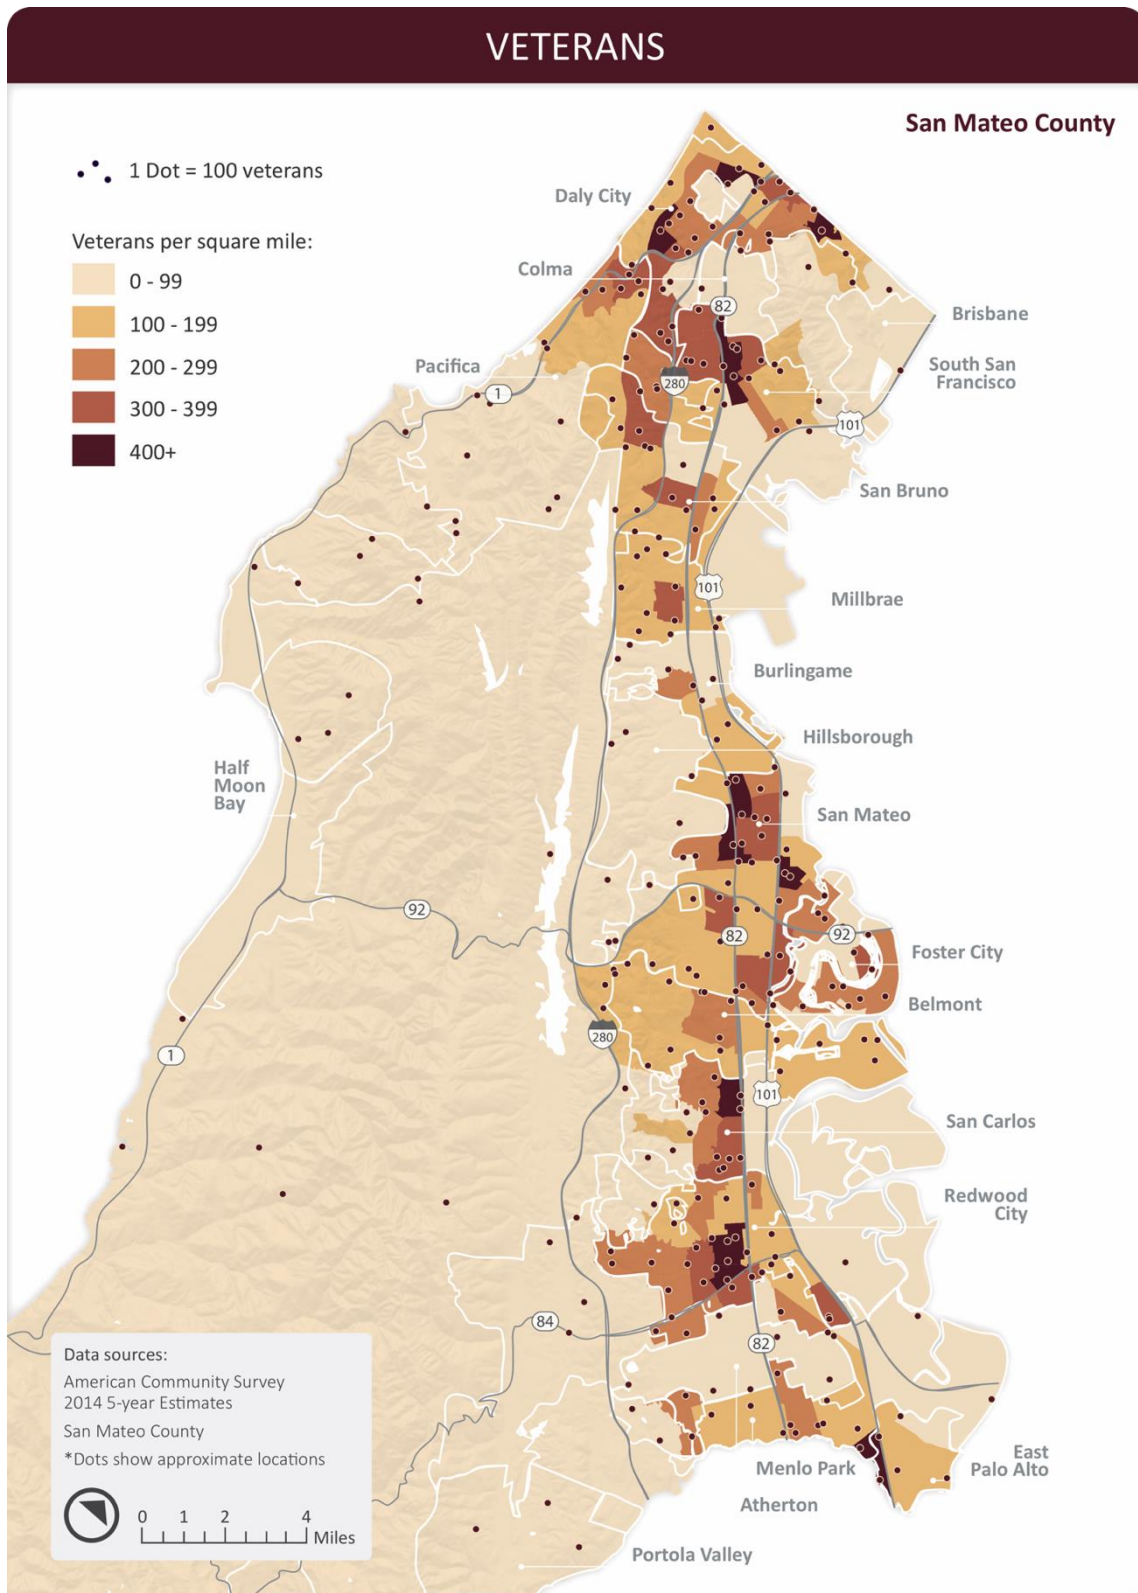 VETERANS
San Mateo County
1 Dot = 100 veterans
Veterans per square mile:
0 - 99
100 - 199
200 - 299
300 - 399
400+
Daly City
Colma
82
Brisbane
Pacifica
South San
Francisco
280
1
101
San Bruno
101
Millbrae
Burlingame
Hillsborough
Half
Moon
Bay
San Mateo
92
82
92
Foster City
Belmont
280
1
101
San Carlos
Redwood
City
84
82
Data sources:
American Community Survey
2014 5-year Estimates
San Mateo County
*Dots show approximate locations
0 1 2 4
Miles
East
Palo Alto
Menlo Park
Atherton
Portola Valley